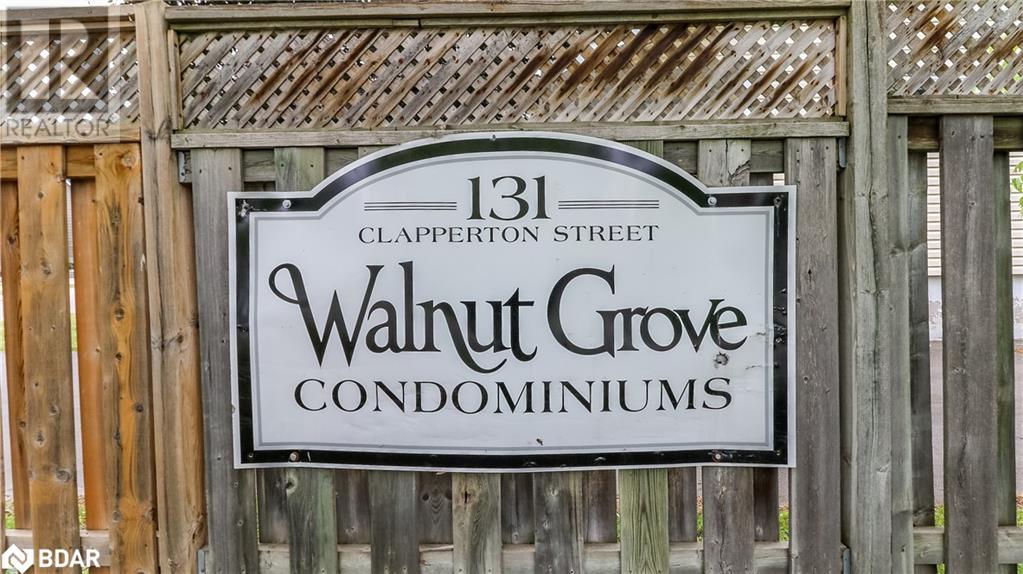 REALTOR
131
CLAPPERTON STREET
Walnut Grove
CONDOMINIUMS
BDAR